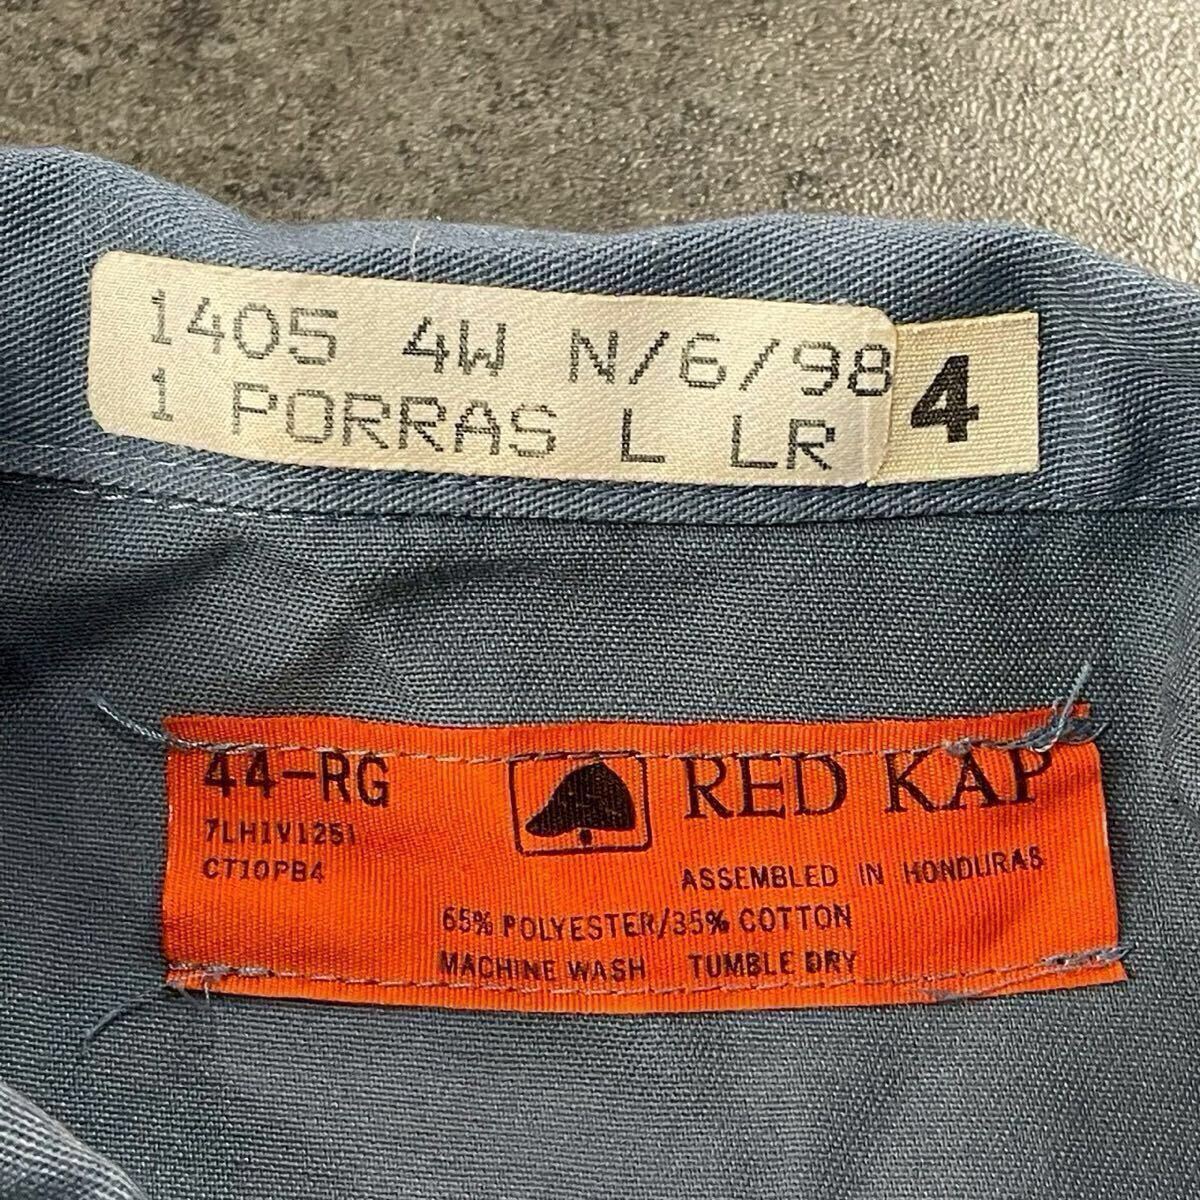 1405 4W N/6/98
1 PORRAS L LR
4
44-RG
7LH1V1251
CT10PB4
RED KAP
ASSEMBLED IN HONDURAS
65% POLYESTER/35% COTTON
MACHINE WASH TUMBLE DRY